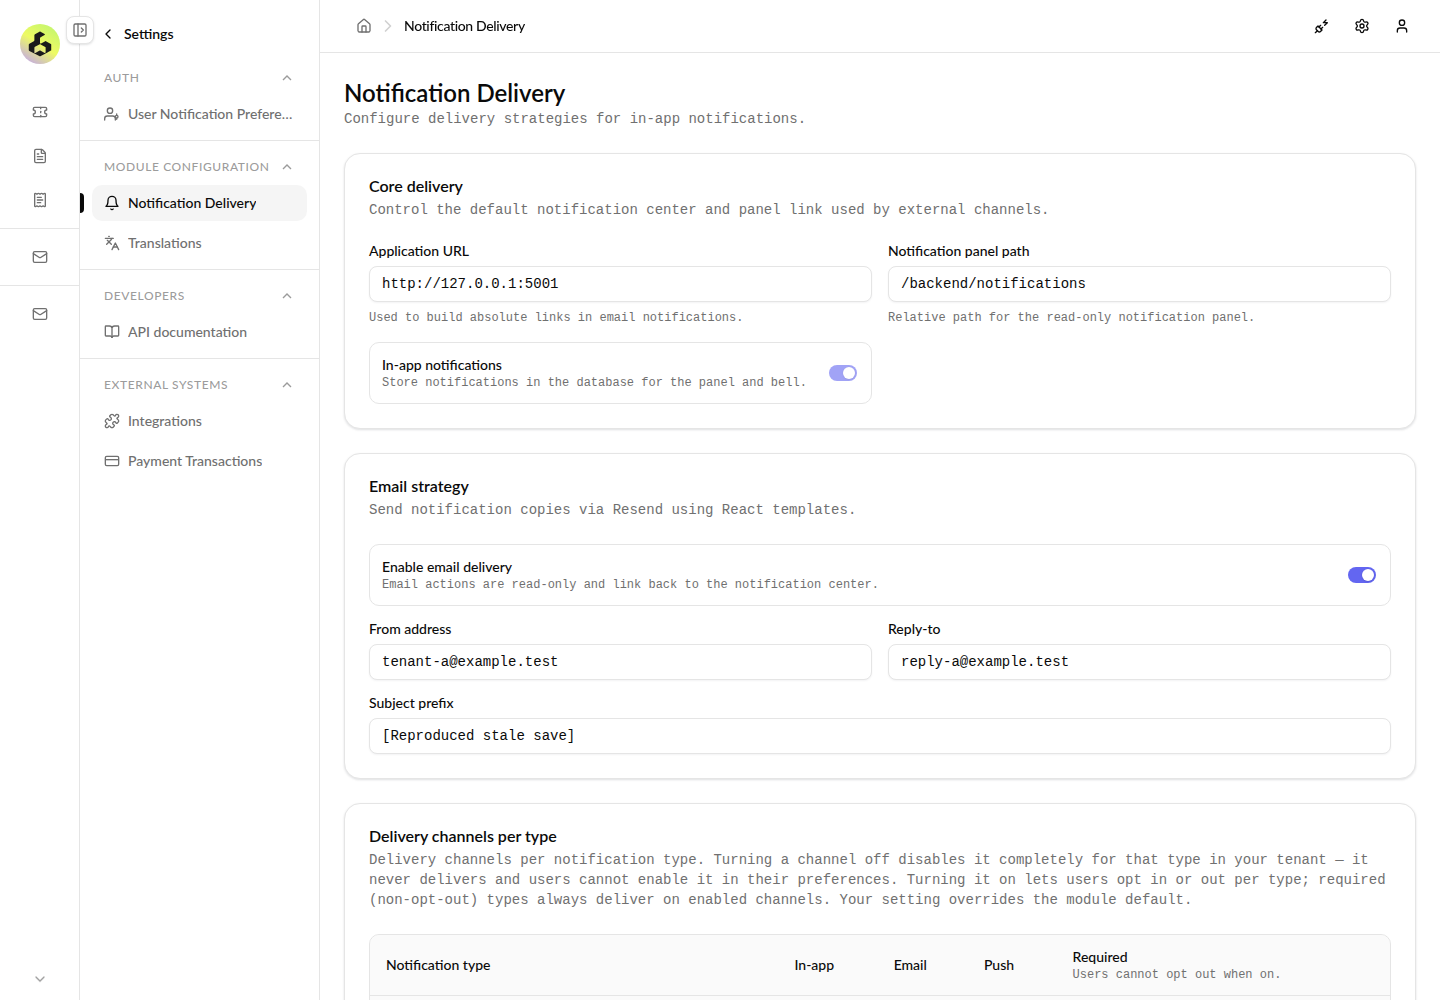 Settings
AUTH
User Notification Prefere...
MODULE CONFIGURATION
Notification Delivery
Translations
DEVELOPERS
API documentation
EXTERNAL SYSTEMS
Integrations
Payment Transactions
Notification Delivery
Notification Delivery
Configure delivery strategies for in-app notifications.
Core delivery
Control the default notification center and panel link used by external channels.
Application URL
http://127.0.0.1:5001
Used to build absolute links in email notifications.
Notification panel path
/backend/notifications
Relative path for the read-only notification panel.
In-app notifications
Store notifications in the database for the panel and bell.
Email strategy
Send notification copies via Resend using React templates.
Enable email delivery
Email actions are read-only and link back to the notification center.
From address
tenant-a@example.test
Reply-to
reply-a@example.test
Subject prefix
[Reproduced stale save]
Delivery channels per type
Delivery channels per notification type. Turning a channel off disables it completely for that type in your tenant — it
never delivers and users cannot enable it in their preferences. Turning it on lets users opt in or out per type; required
(non-opt-out) types always deliver on enabled channels. Your setting overrides the module default.
Notification type In-app Email Push Required
Users cannot opt out when on.